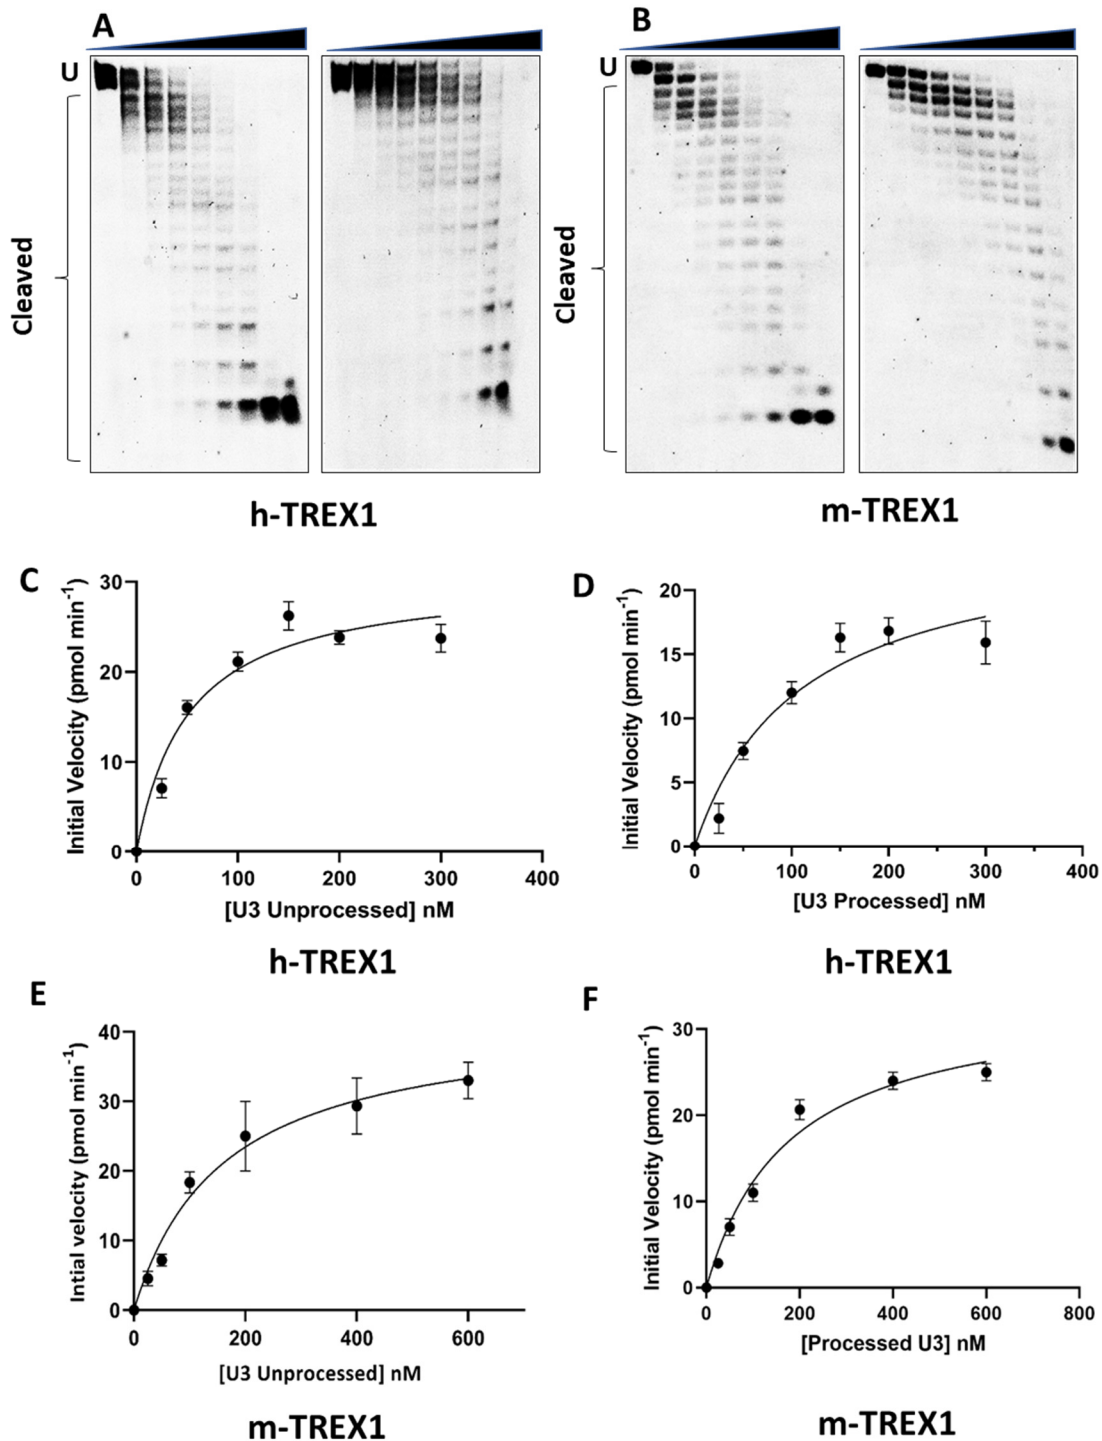 A
B
U
U
Cleaved
Cleaved
h-TREX1
m-TREX1
C
D
30
20
10
0
Initial Velocity (pmol min-1)
0 100 200 300 400
[U3 Unprocessed] nM
h-TREX1
20
15
10
5
0
Initial Velocity (pmol min-1)
0 100 200 300 400
[U3 Processed] nM
h-TREX1
E
F
40
30
20
10
0
Intial velocity (pmol min-1)
0 200 400 600
[U3 Unprocessed] nM
m-TREX1
30
20
10
0
Initial Velocity (pmol min-1)
0 200 400 600 800
[Processed U3] nM
m-TREX1